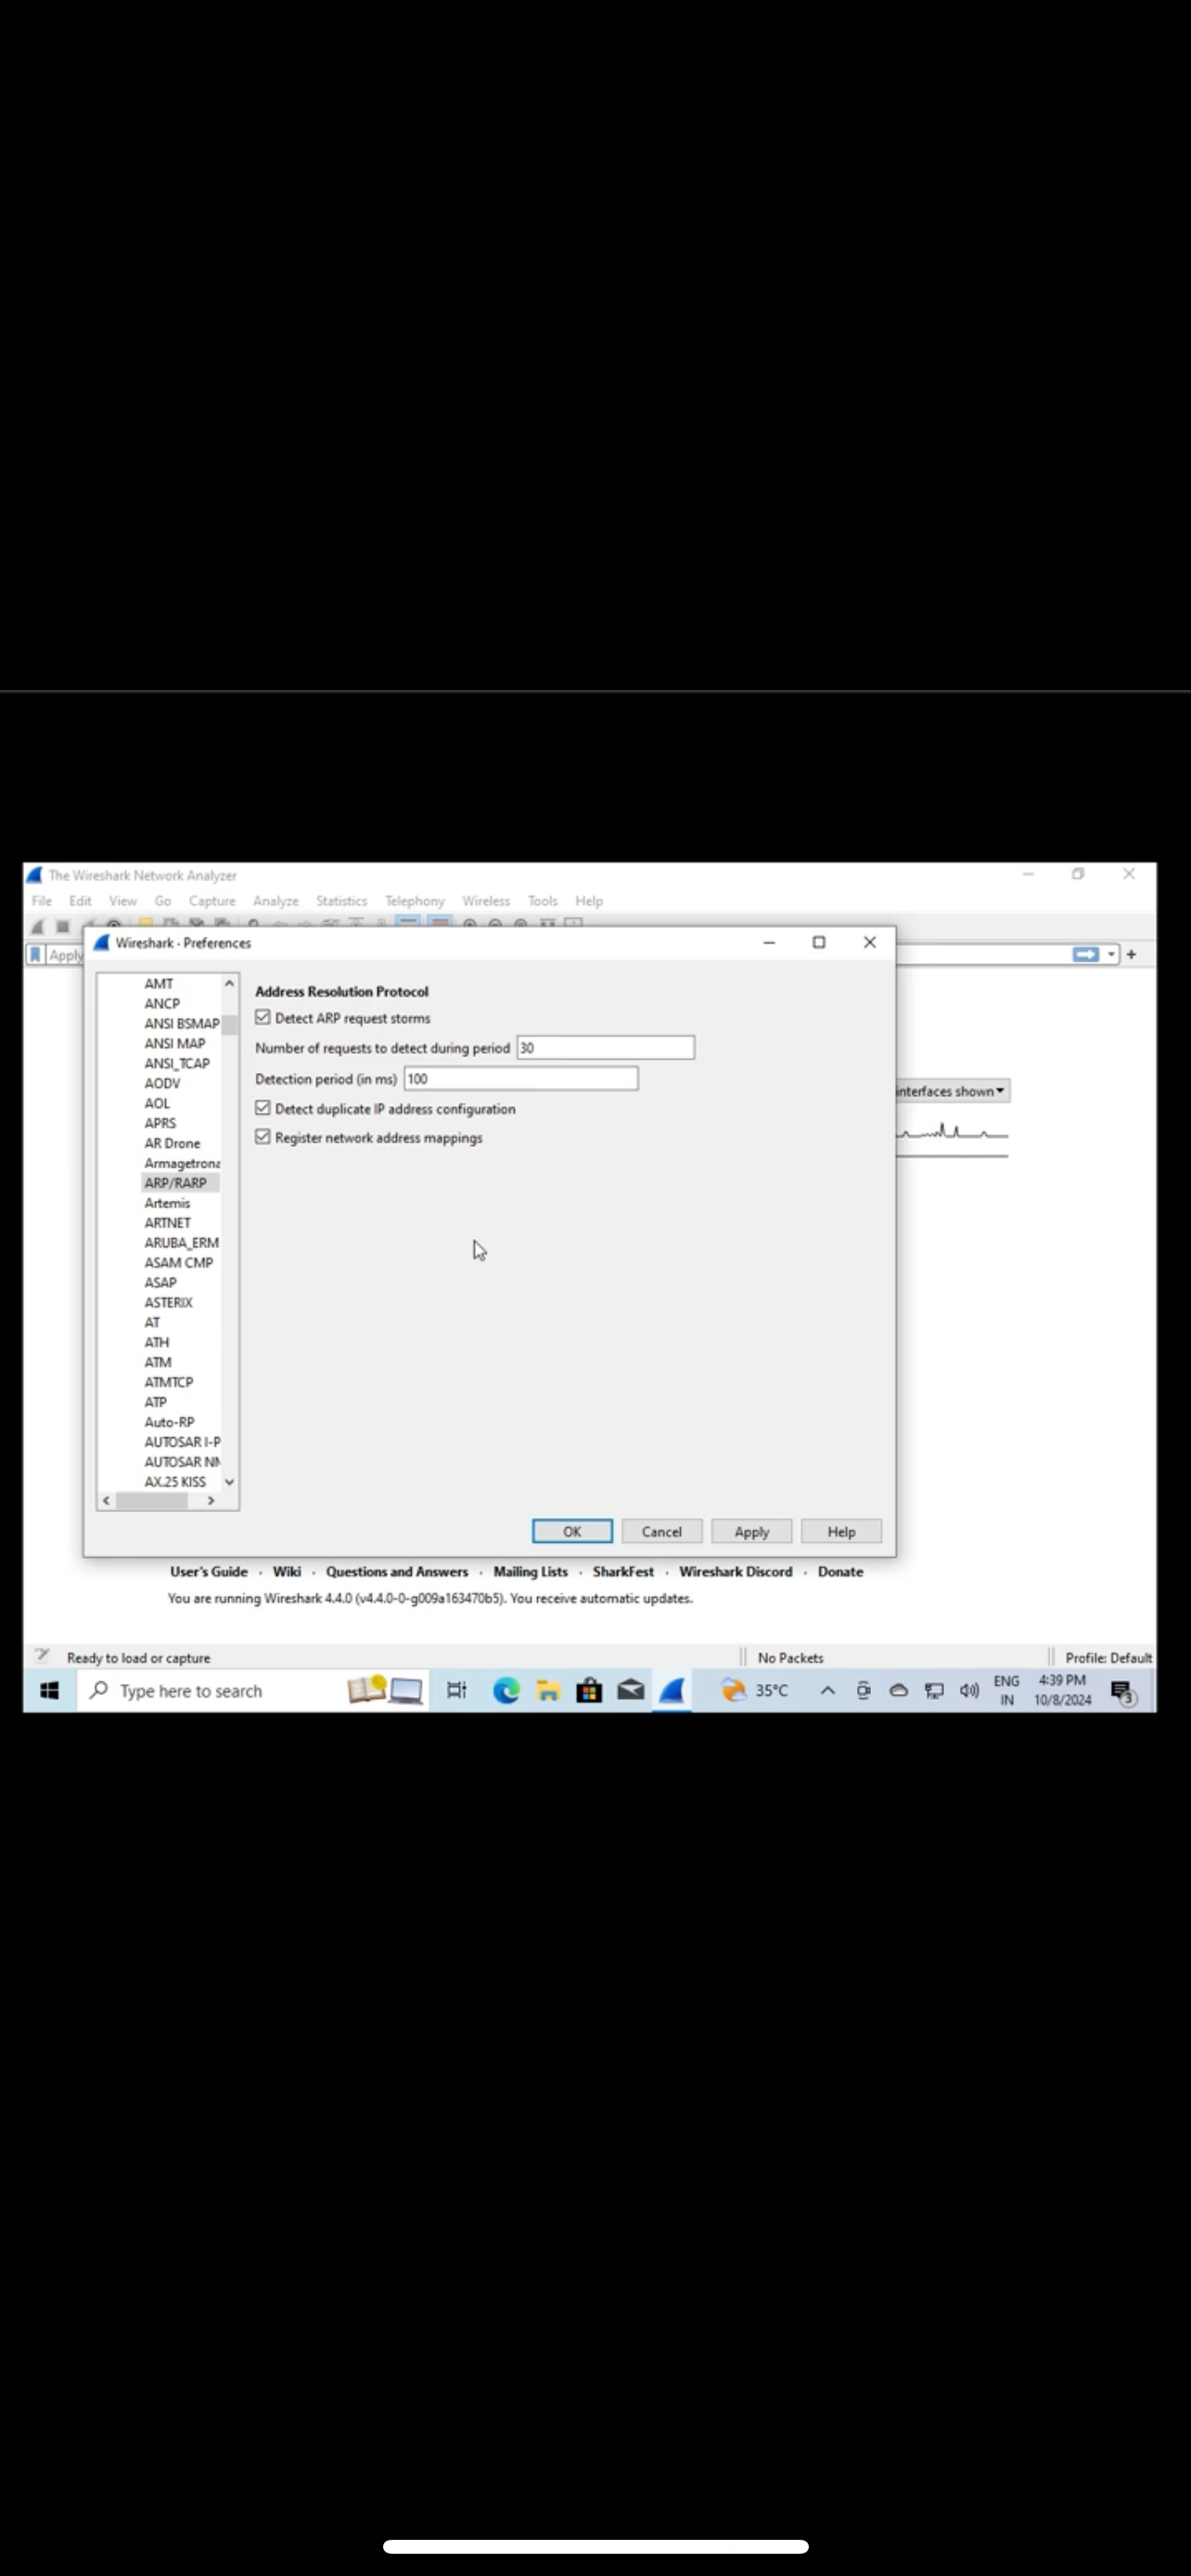 The Wireshark Network Analyzer
File Edit View Go Capture Analyze Statistics Telephony Wireless Tools Help
Apply
+
Wireshark · Preferences
AMT
ANCP
ANSI BSMAP
ANSI MAP
ANSI_TCAP
AODV
AOL
APRS
AR Drone
Armagetrona
ARP/RARP
Artemis
ARTNET
ARUBA_ERM
ASAM CMP
ASAP
ASTERIX
AT
ATH
ATM
ATMTCP
ATP
Auto-RP
AUTOSAR I-P
AUTOSAR NM
AX.25 KISS
Address Resolution Protocol
Detect ARP request storms
Number of requests to detect during period 30
Detection period (in ms) 100
Detect duplicate IP address configuration
Register network address mappings
interfaces shown
OK Cancel Apply Help
User's Guide · Wiki · Questions and Answers · Mailing Lists · SharkFest · Wireshark Discord · Donate
You are running Wireshark 4.4.0 (v4.4.0-0-g009a163470b5). You receive automatic updates.
Ready to load or capture No Packets Profile: Default
Type here to search 35°C ENG IN 4:39 PM 10/8/2024 3